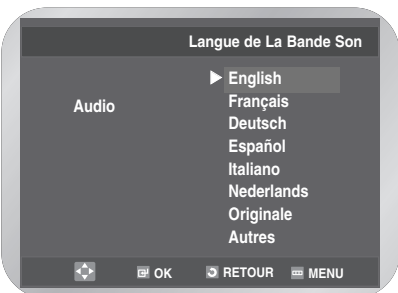 Langue de La Bande Son
English
Audio
Français
Deutsch
Español
Italiano
Nederlands
Originale
Autres
OK RETOUR MENU